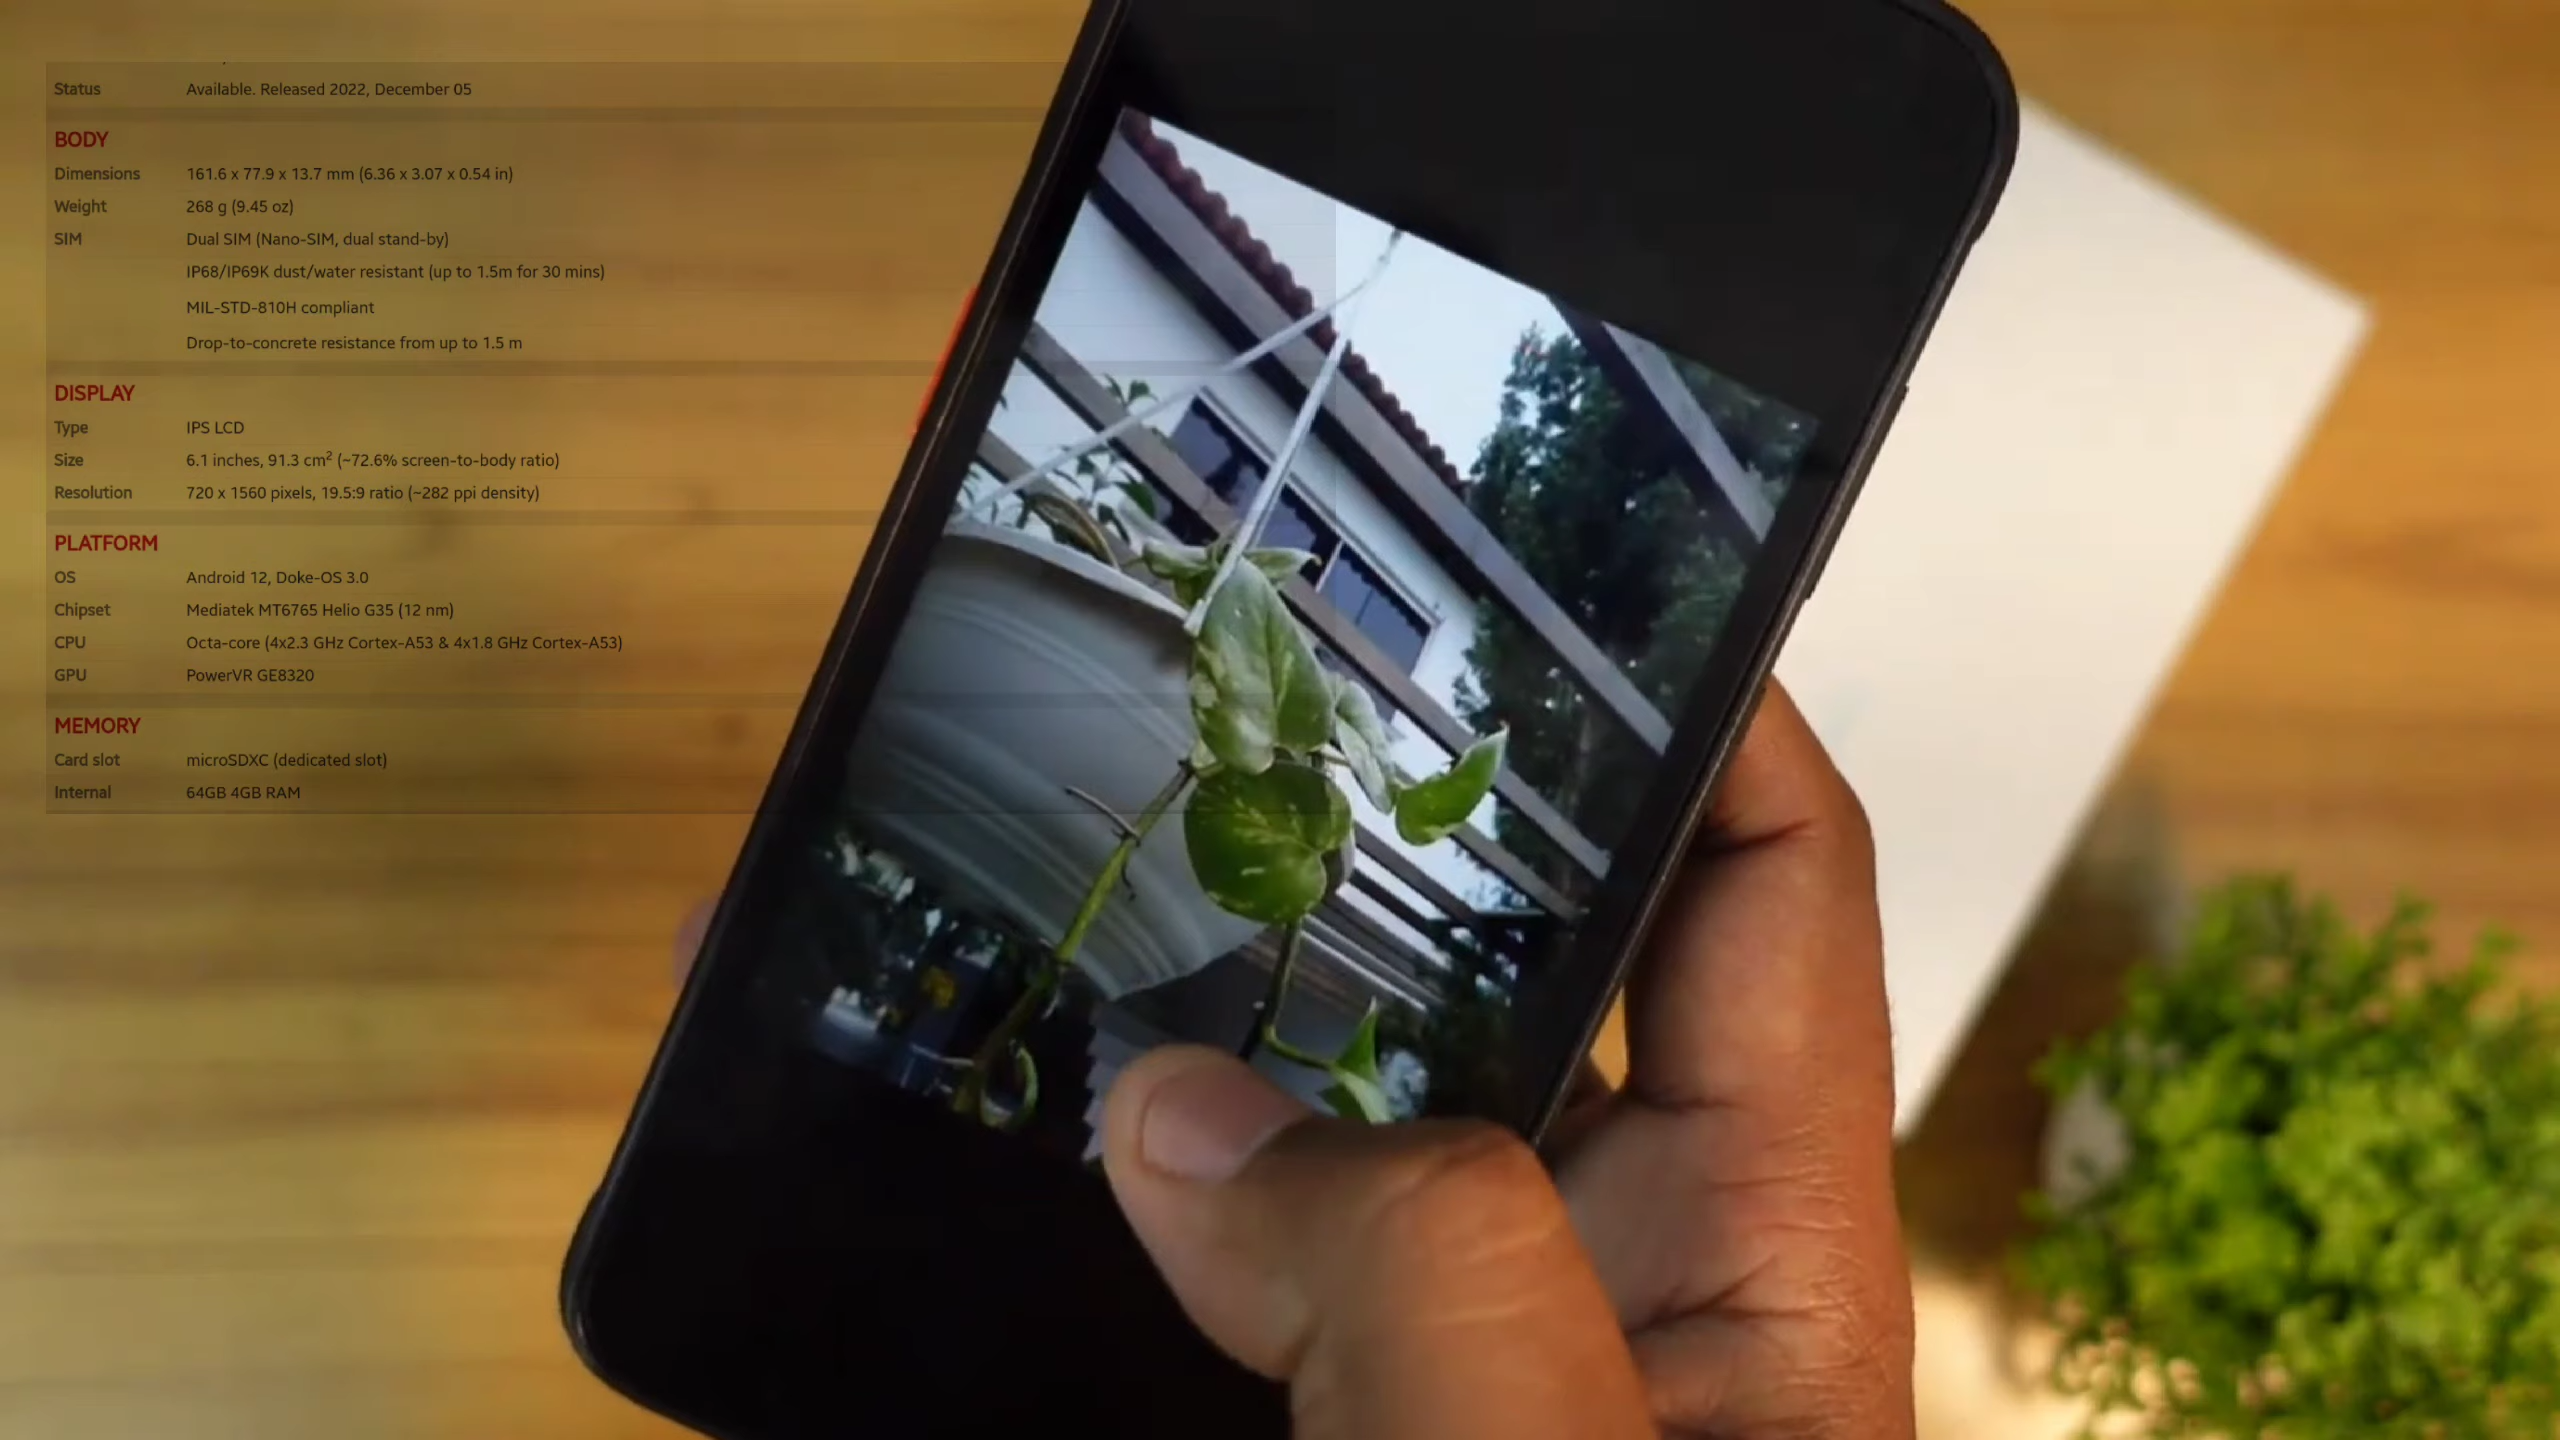 Status Available. Released 2022, December 05
BODY
Dimensions 161.6 x 77.9 x 13.7 mm (6.36 x 3.07 x 0.54 in)
Weight 268 g (9.45 oz)
SIM Dual SIM (Nano-SIM, dual stand-by)
IP68/IP69K dust/water resistant (up to 1.5m for 30 mins)
MIL-STD-810H compliant
Drop-to-concrete resistance from up to 1.5 m
DISPLAY
Type IPS LCD
Size 6.1 inches, 91.3 cm² (~72.6% screen-to-body ratio)
Resolution 720 x 1560 pixels, 19.5:9 ratio (~282 ppi density)
PLATFORM
OS Android 12, Doke-OS 3.0
Chipset Mediatek MT6765 Helio G35 (12 nm)
CPU Octa-core (4x2.3 GHz Cortex-A53 & 4x1.8 GHz Cortex-A53)
GPU PowerVR GE8320
MEMORY
Card slot microSDXC (dedicated slot)
Internal 64GB 4GB RAM